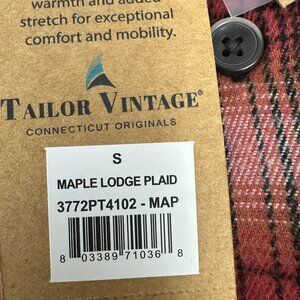 warmth and added
stretch for exceptional
comfort and mobility.
TAILOR VINTAGE®
CONNECTICUT ORIGINALS
S
MAPLE LODGE PLAID
3772PT4102 - MAP
8 03389 71036 8